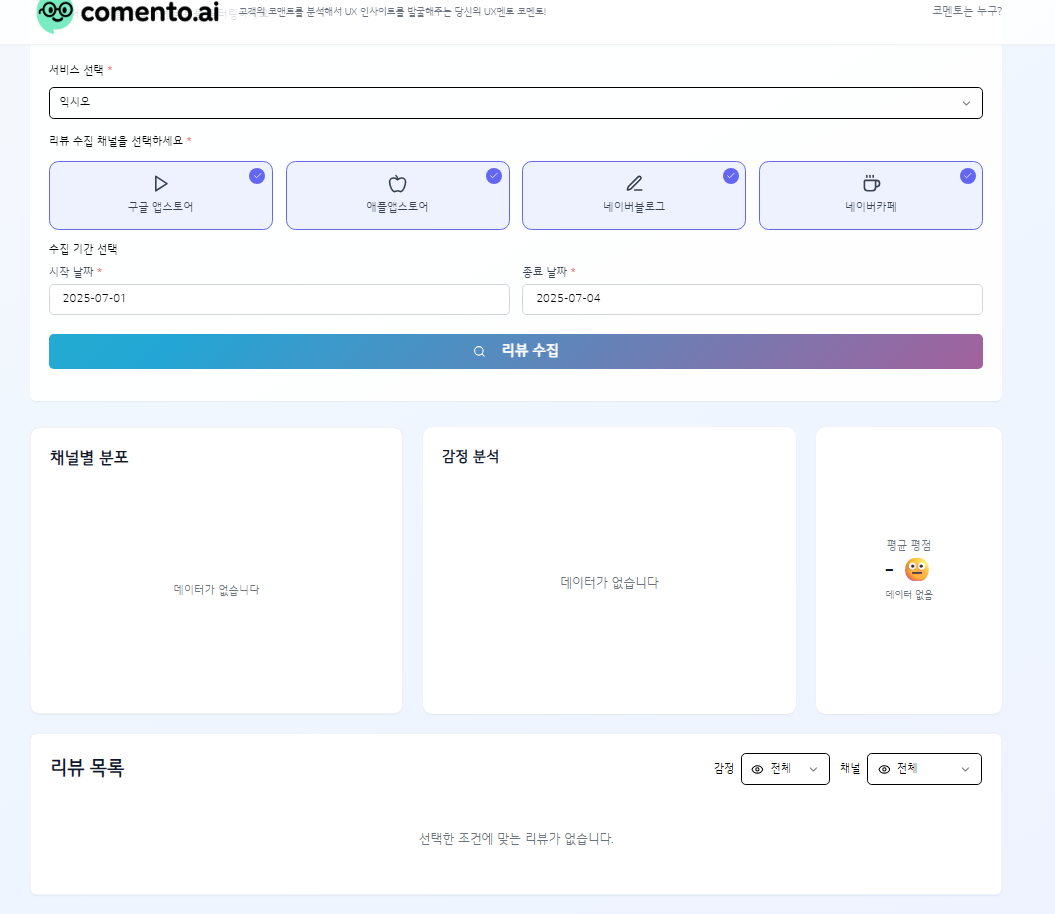 comento.ai
고객의 코멘트를 분석해서 UX 인사이트를 발굴해주는 당신의 UX멘토 코멘토!
코멘토는 누구?
서비스 선택 *
익시오
리뷰 수집 채널을 선택하세요 *
구글 앱스토어
애플앱스토어
네이버블로그
네이버카페
수집 기간 선택
시작 날짜 *
종료 날짜 *
2025-07-01
2025-07-04
리뷰 수집
채널별 분포
데이터가 없습니다
감정 분석
데이터가 없습니다
평균 평점
-
데이터 없음
리뷰 목록
감정
전체
채널
전체
선택한 조건에 맞는 리뷰가 없습니다.